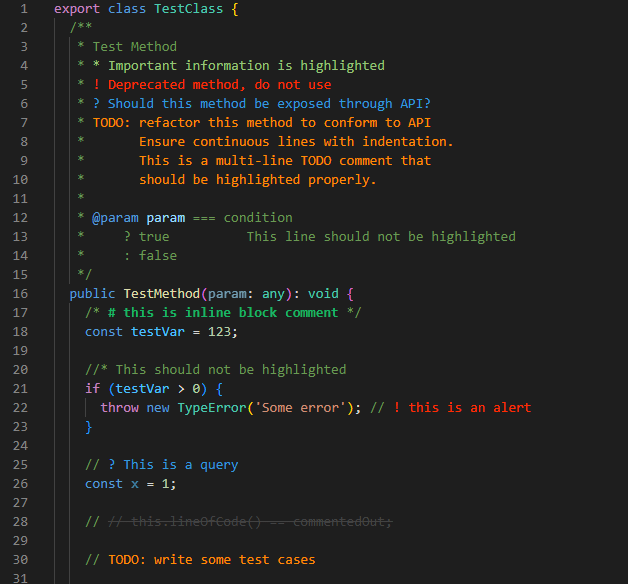 1 export class TestClass {
2 /**
3 * Test Method
4 * * Important information is highlighted
5 * ! Deprecated method, do not use
6 * ? Should this method be exposed through API?
7 * TODO: refactor this method to conform to API
8 * Ensure continuous lines with indentation.
9 * This is a multi-line TODO comment that
10 * should be highlighted properly.
11 *
12 * @param param === condition
13 * ? true This line should not be highlighted
14 * : false
15 */
16 public TestMethod(param: any): void {
17 /* # this is inline block comment */
18 const testVar = 123;
19
20 //* This should not be highlighted
21 if (testVar > 0) {
22 throw new TypeError('Some error'); // ! this is an alert
23 }
24
25 // ? This is a query
26 const x = 1;
27
28 // // this.lineOfCode() == commentedOut;
29
30 // TODO: write some test cases
31